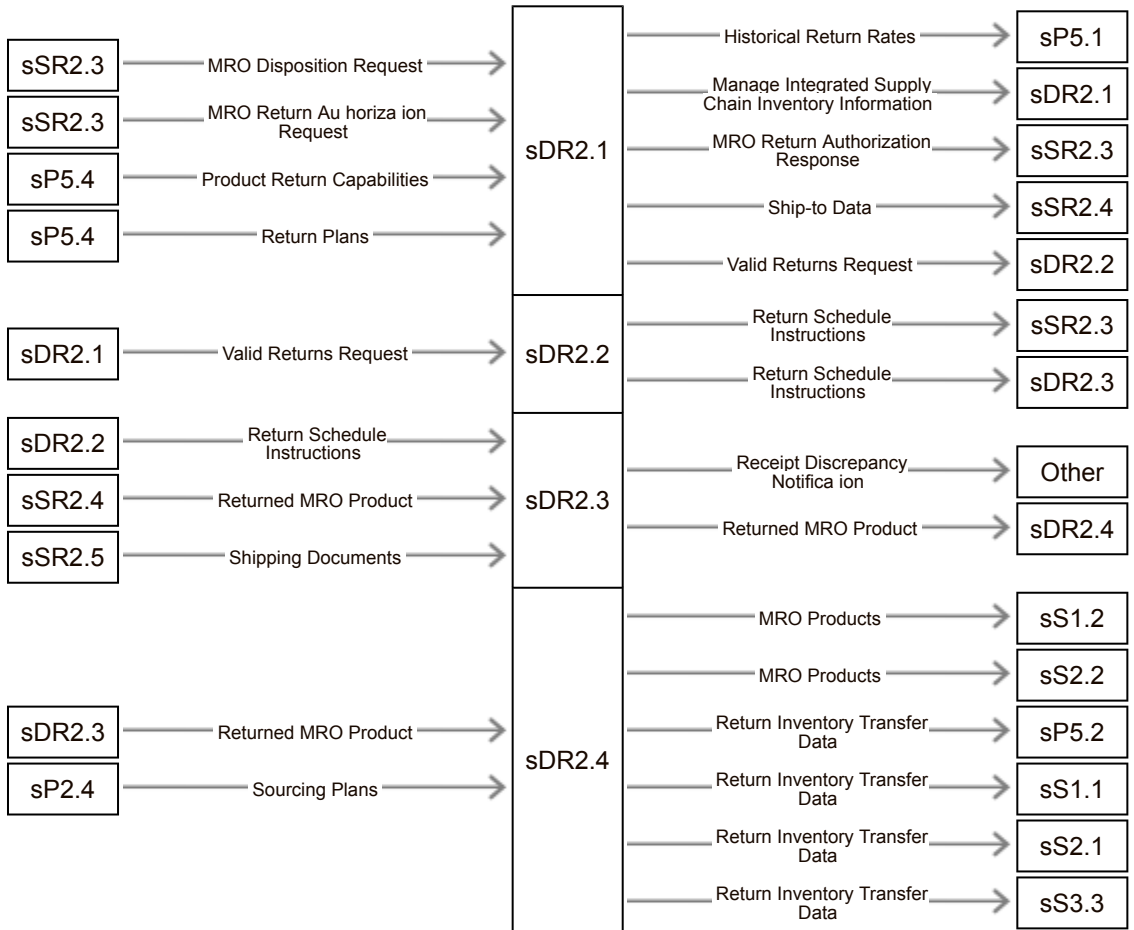 sSR2.3
MRO Disposition Request
sSR2.3
MRO Return Au horiza ion
Request
sP5.4
Product Return Capabilities
sP5.4
Return Plans
sDR2.1
Historical Return Rates
sP5.1
Manage Integrated Supply
Chain Inventory Information
sDR2.1
MRO Return Authorization
Response
sSR2.3
Ship-to Data
sSR2.4
Valid Returns Request
sDR2.2
sDR2.1
Valid Returns Request
sDR2.2
Return Schedule
Instructions
sSR2.3
Return Schedule
Instructions
sDR2.3
sDR2.2
Return Schedule
Instructions
sSR2.4
Returned MRO Product
sSR2.5
Shipping Documents
sDR2.3
Receipt Discrepancy
Notifica ion
Other
Returned MRO Product
sDR2.4
sDR2.3
Returned MRO Product
sP2.4
Sourcing Plans
sDR2.4
MRO Products
sS1.2
MRO Products
sS2.2
Return Inventory Transfer
Data
sP5.2
Return Inventory Transfer
Data
sS1.1
Return Inventory Transfer
Data
sS2.1
Return Inventory Transfer
Data
sS3.3